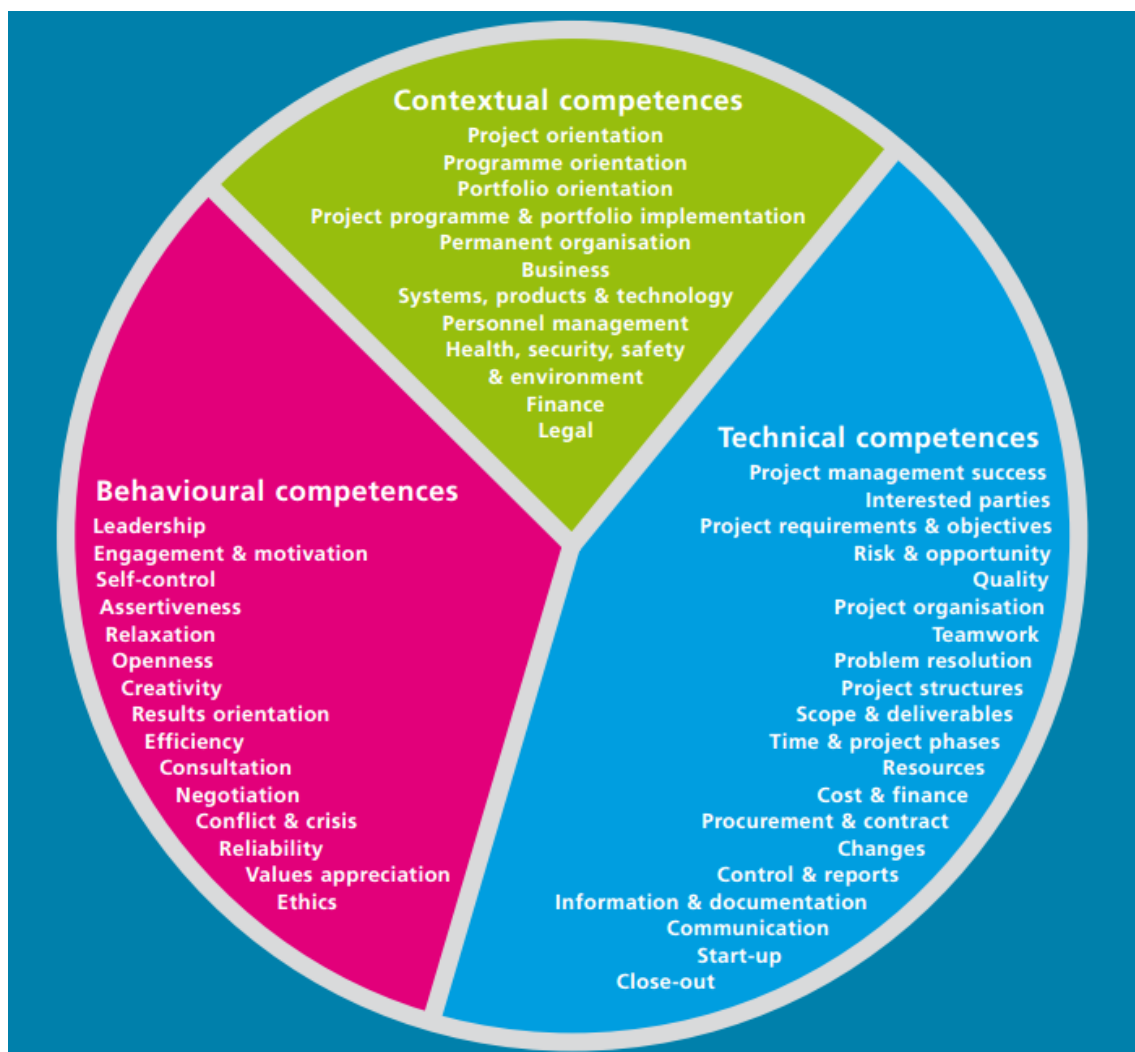 Contextual competences
Project orientation
Programme orientation
Portfolio orientation
Project programme & portfolio implementation
Permanent organisation
Business
Systems, products & technology
Personnel management
Health, security, safety
& environment
Finance
Legal
Technical competences
Project management success
Interested parties
Project requirements & objectives
Risk & opportunity
Quality
Project organisation
Teamwork
Problem resolution
Project structures
Scope & deliverables
Time & project phases
Resources
Cost & finance
Procurement & contract
Changes
Control & reports
Information & documentation
Communication
Start-up
Close-out
Behavioural competences
Leadership
Engagement & motivation
Self-control
Assertiveness
Relaxation
Openness
Creativity
Results orientation
Efficiency
Consultation
Negotiation
Conflict & crisis
Reliability
Values appreciation
Ethics